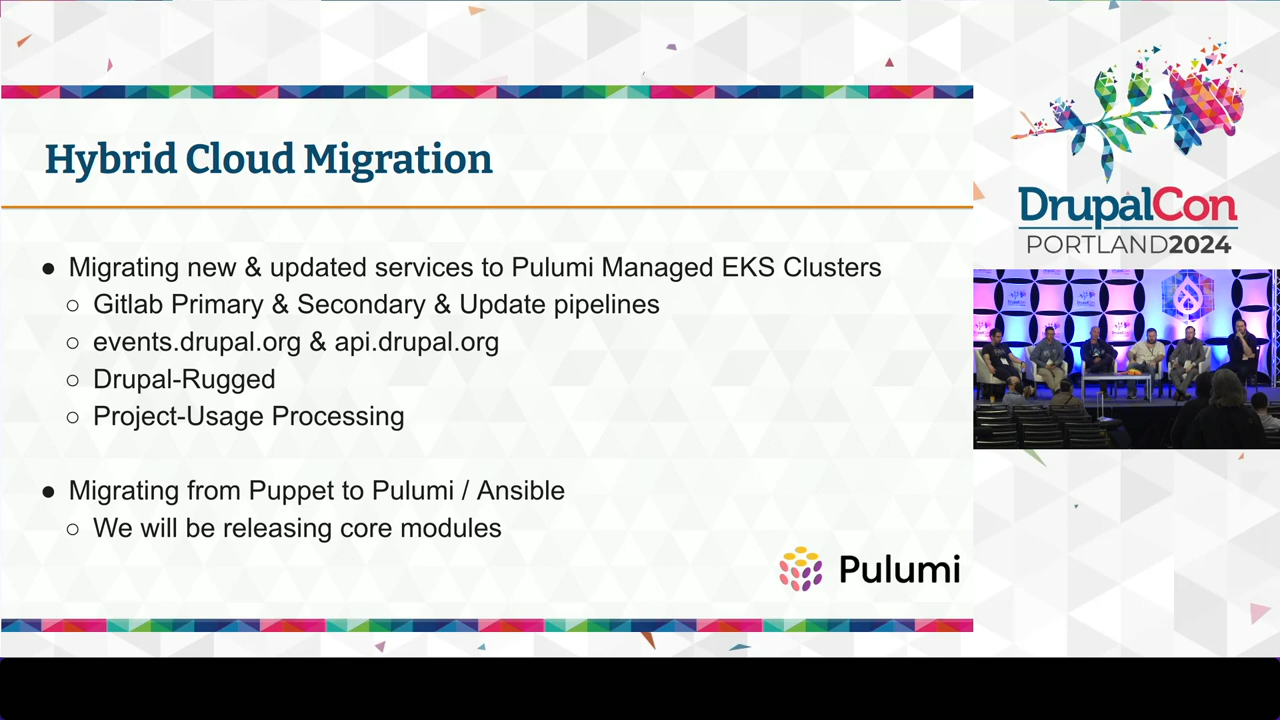 Hybrid Cloud Migration
● Migrating new & updated services to Pulumi Managed EKS Clusters
○ Gitlab Primary & Secondary & Update pipelines
○ events.drupal.org & api.drupal.org
○ Drupal-Rugged
○ Project-Usage Processing
● Migrating from Puppet to Pulumi / Ansible
○ We will be releasing core modules
Pulumi
DrupalCon
PORTLAND2024